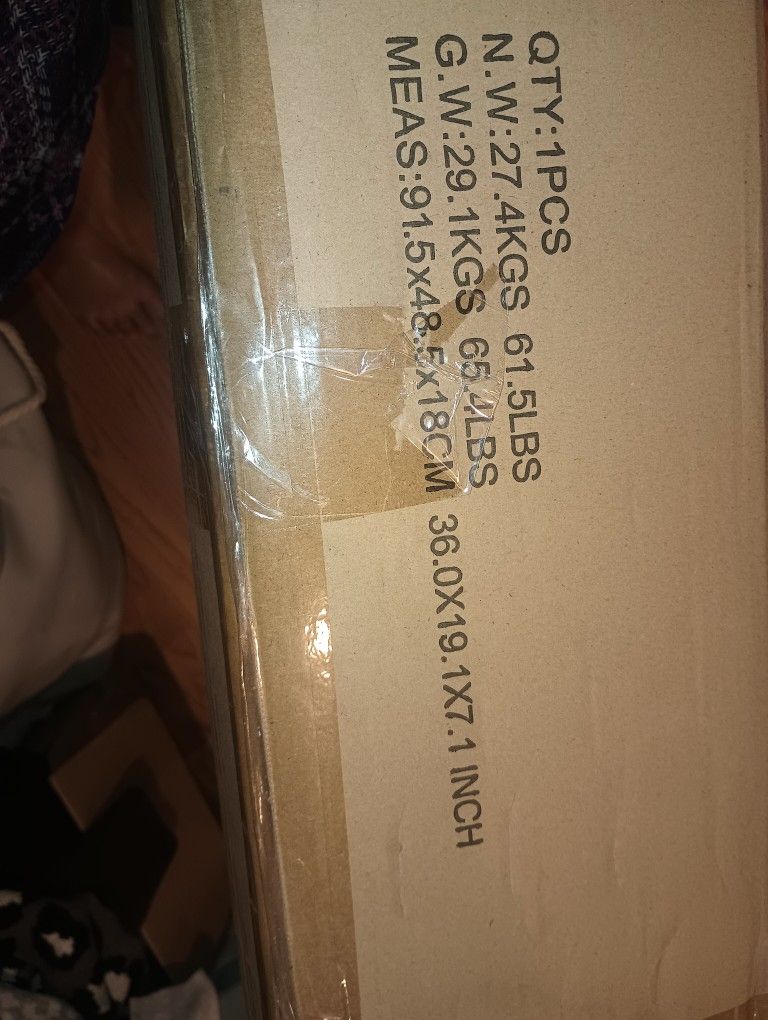 QTY:1PCS
N.W:27.4KGS 61.5LBS
G.W:29.1KGS 65.4LBS
MEAS:91.5x48.5x18CM 36.0X19.1X7.1 INCH